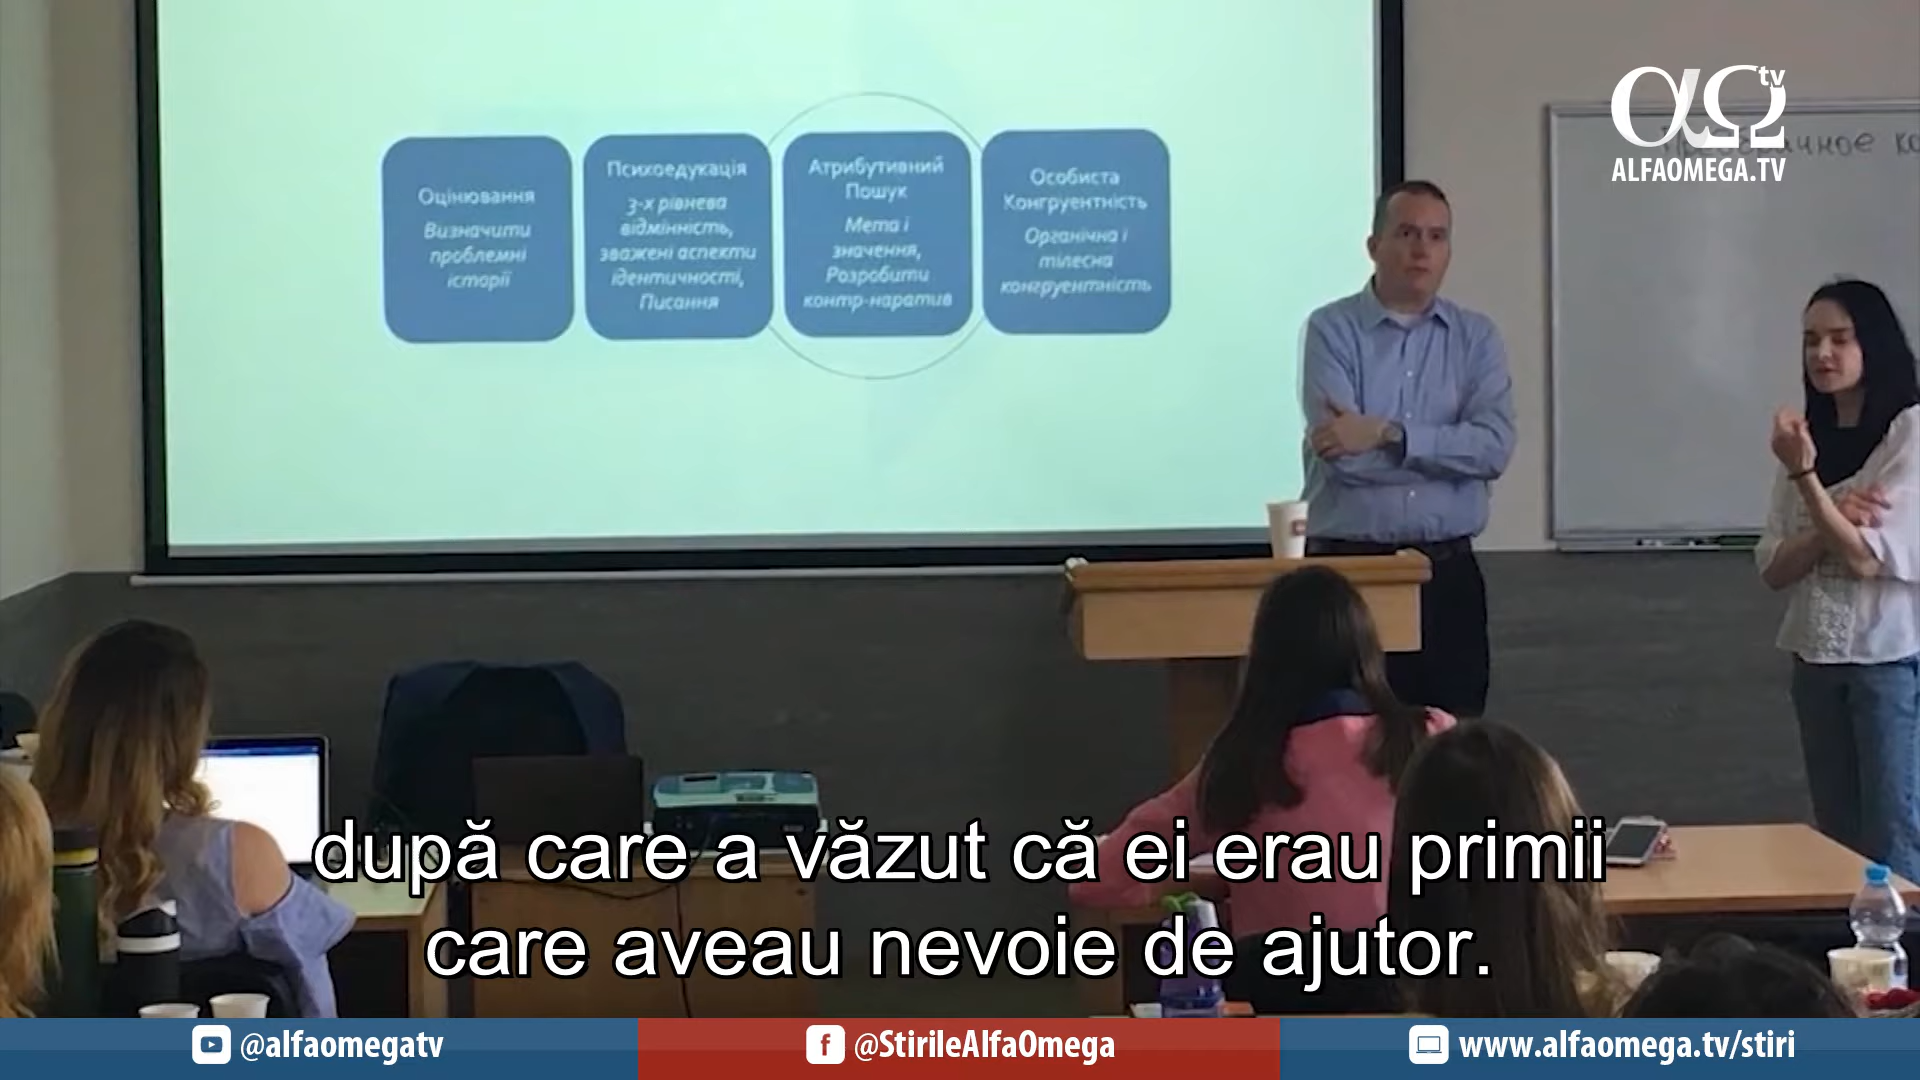 Оцінювання
Визначити
проблемні
історії
Психоедукація
3-х рівнева
відмінність,
зважені аспекти
ідентичності,
Писання
Атрибутивний
Пошук
Мета і
значення,
Розробити
контр-наратив
Особиста
Конгруентність
Органічна і
тілесна
конгруентність
αΩ tv
ALFAOMEGA.TV
după care a văzut că ei erau primii
care aveau nevoie de ajutor.
@alfaomegatv
@StirileAlfaOmega
www.alfaomega.tv/stiri